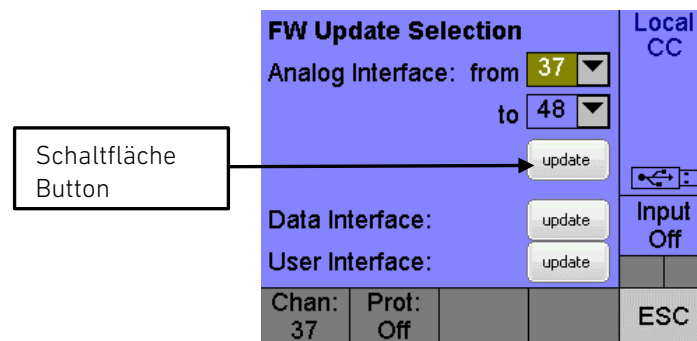 Schaltfläche
Button
FW Update Selection
Analog Interface: from 37
to 48
update
Data Interface: update
User Interface: update
Local
CC
Input
Off
Chan:
37
Prot:
Off
ESC